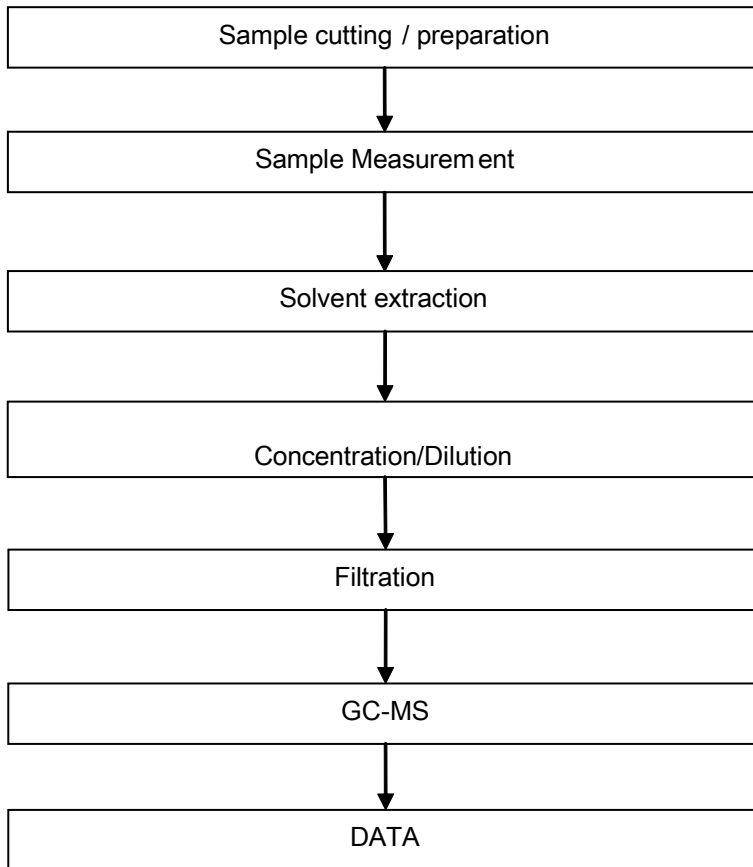 Sample cutting / preparation
Sample Measurement
Solvent extraction
Concentration/Dilution
Filtration
GC-MS
DATA